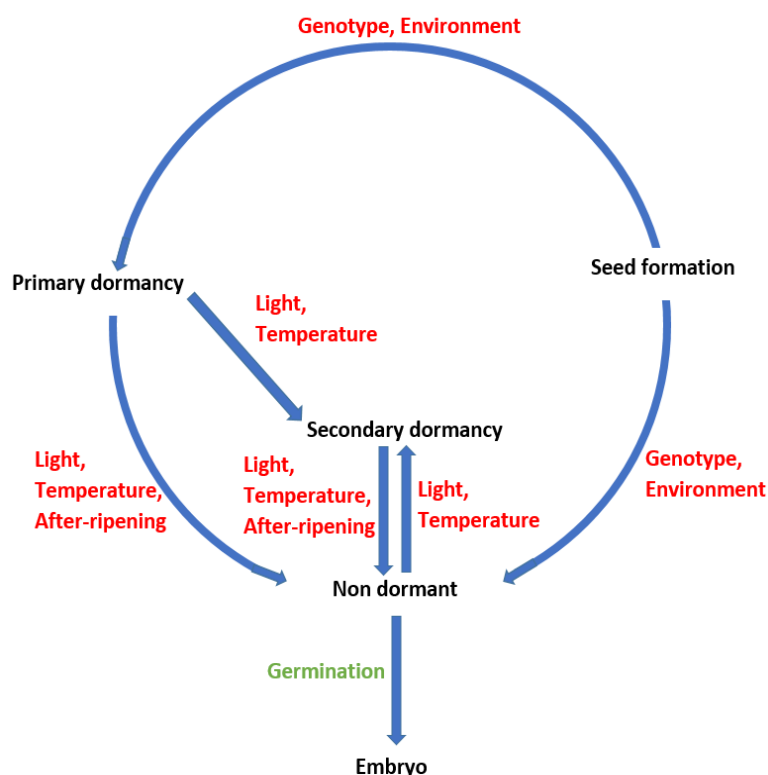 Genotype, Environment
Seed formation
Primary dormancy
Light,
Temperature
Secondary dormancy
Light,
Temperature,
After-ripening
Light,
Temperature,
After-ripening
Light,
Temperature
Genotype,
Environment
Non dormant
Germination
Embryo